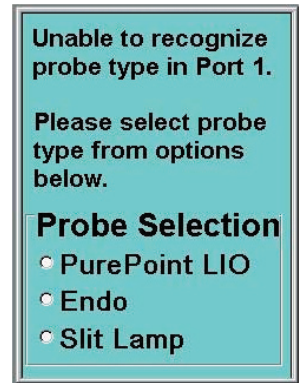 Unable to recognize
probe type in Port 1.
Please select probe
type from options
below.
Probe Selection
PurePoint LIO
Endo
Slit Lamp